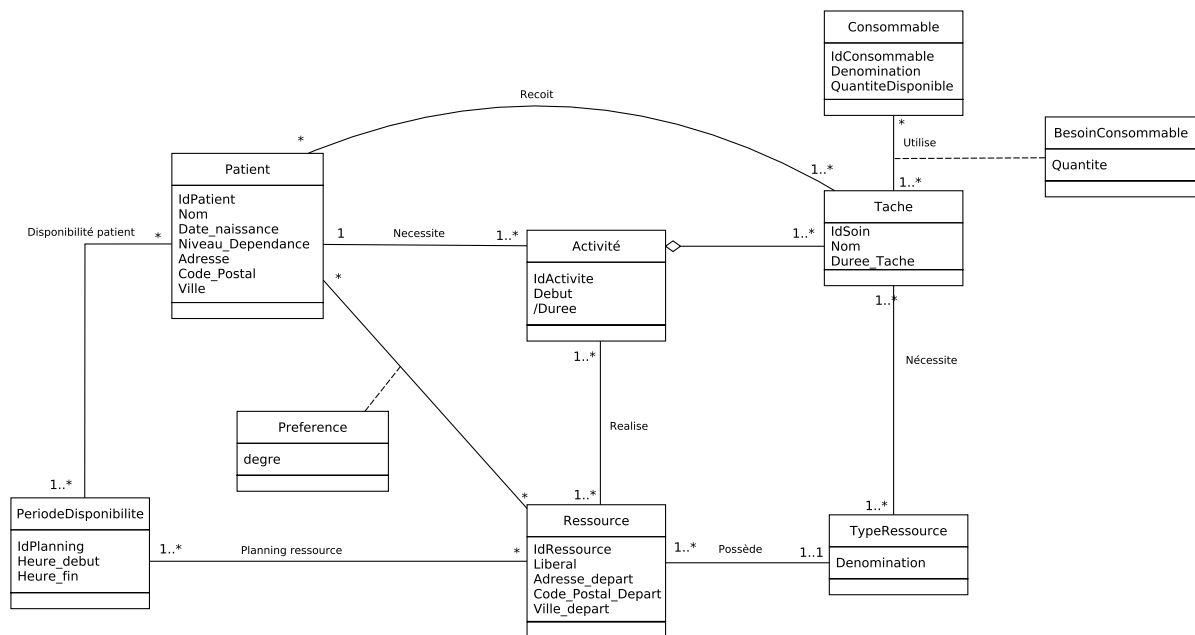 Consommable
IdConsommable
Denomination
QuantiteDisponible
*
Utilise
1..*
BesoinConsommable
Quantite
Recoit
*
1..*
Patient
IdPatient
Nom
Date_naissance
Niveau_Dependance
Adresse
Code_Postal
Ville
Disponibilité patient
*
1
Necessite
1..*
Activité
IdActivite
Debut
/Duree
1..*
Tache
IdSoin
Nom
Duree_Tache
1..*
*
1..*
Nécessite
Preference
degre
Realise
1..*
PeriodeDisponibilite
IdPlanning
Heure_debut
Heure_fin
1..*
Planning ressource
*
*
1..*
Ressource
IdRessource
Liberal
Adresse_depart
Code_Postal_Depart
Ville_depart
1..*
Possède
1..1
1..*
TypeRessource
Denomination